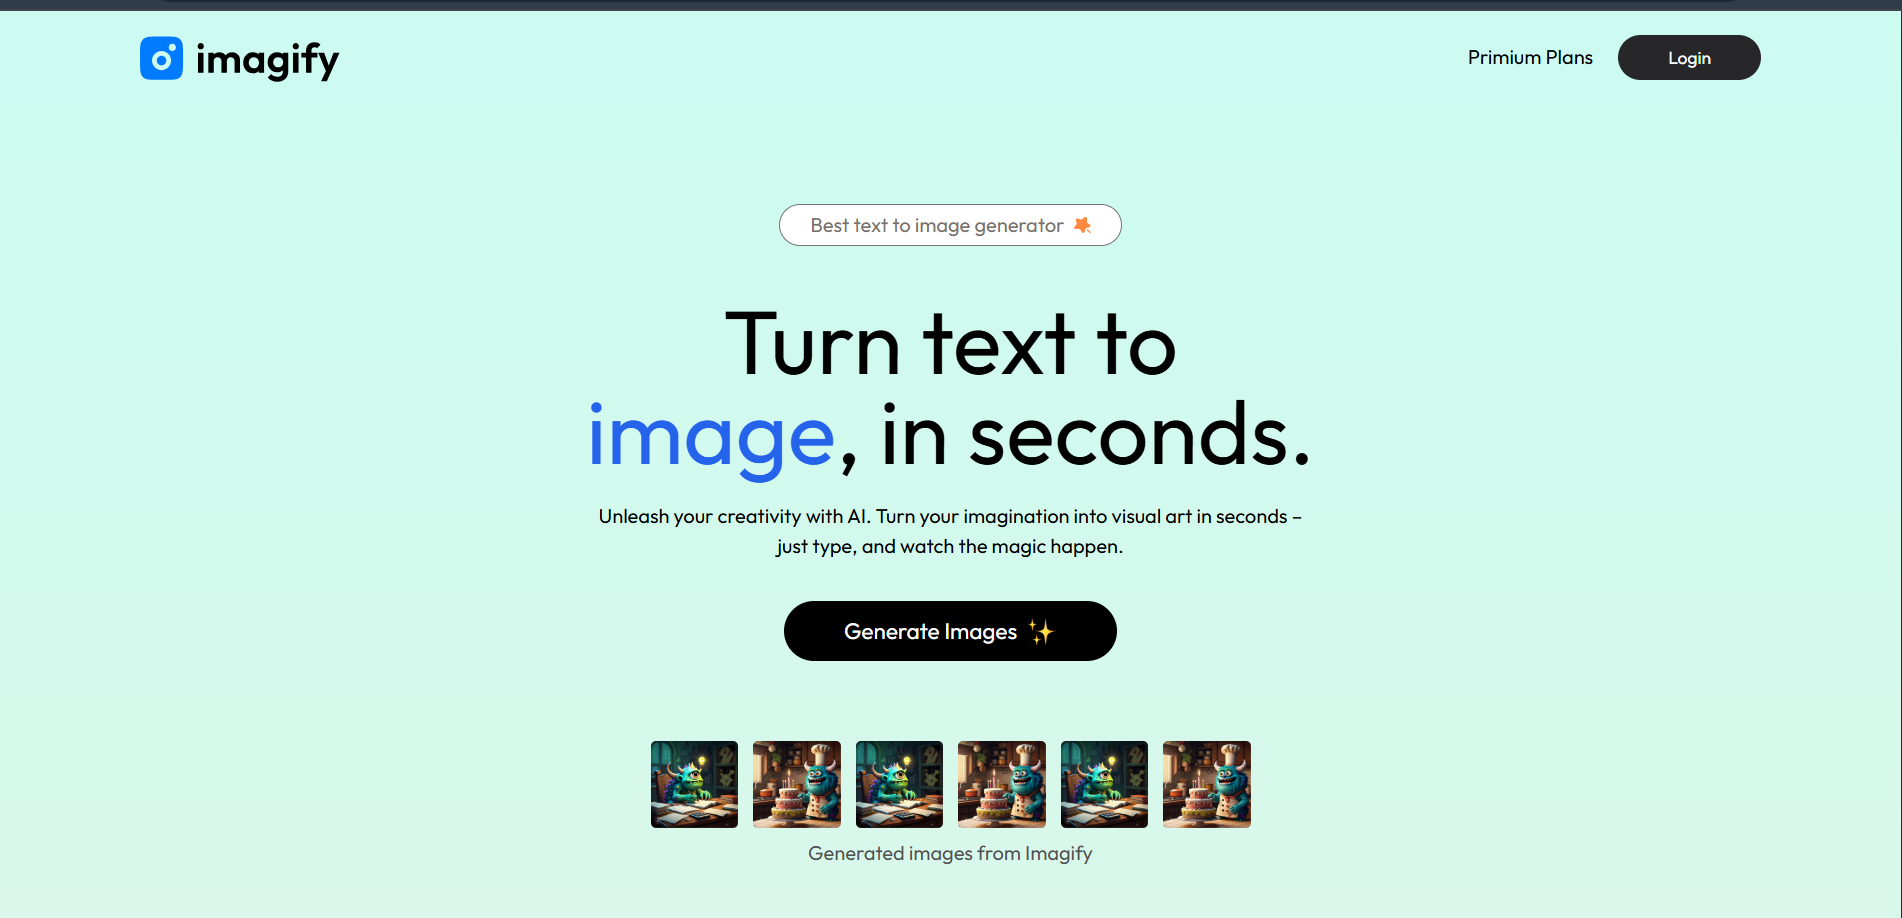 imagify
Primium Plans
Login
Best text to image generator
Turn text to
image, in seconds.
Unleash your creativity with AI. Turn your imagination into visual art in seconds –
just type, and watch the magic happen.
Generate Images ✨
Generated images from Imagify